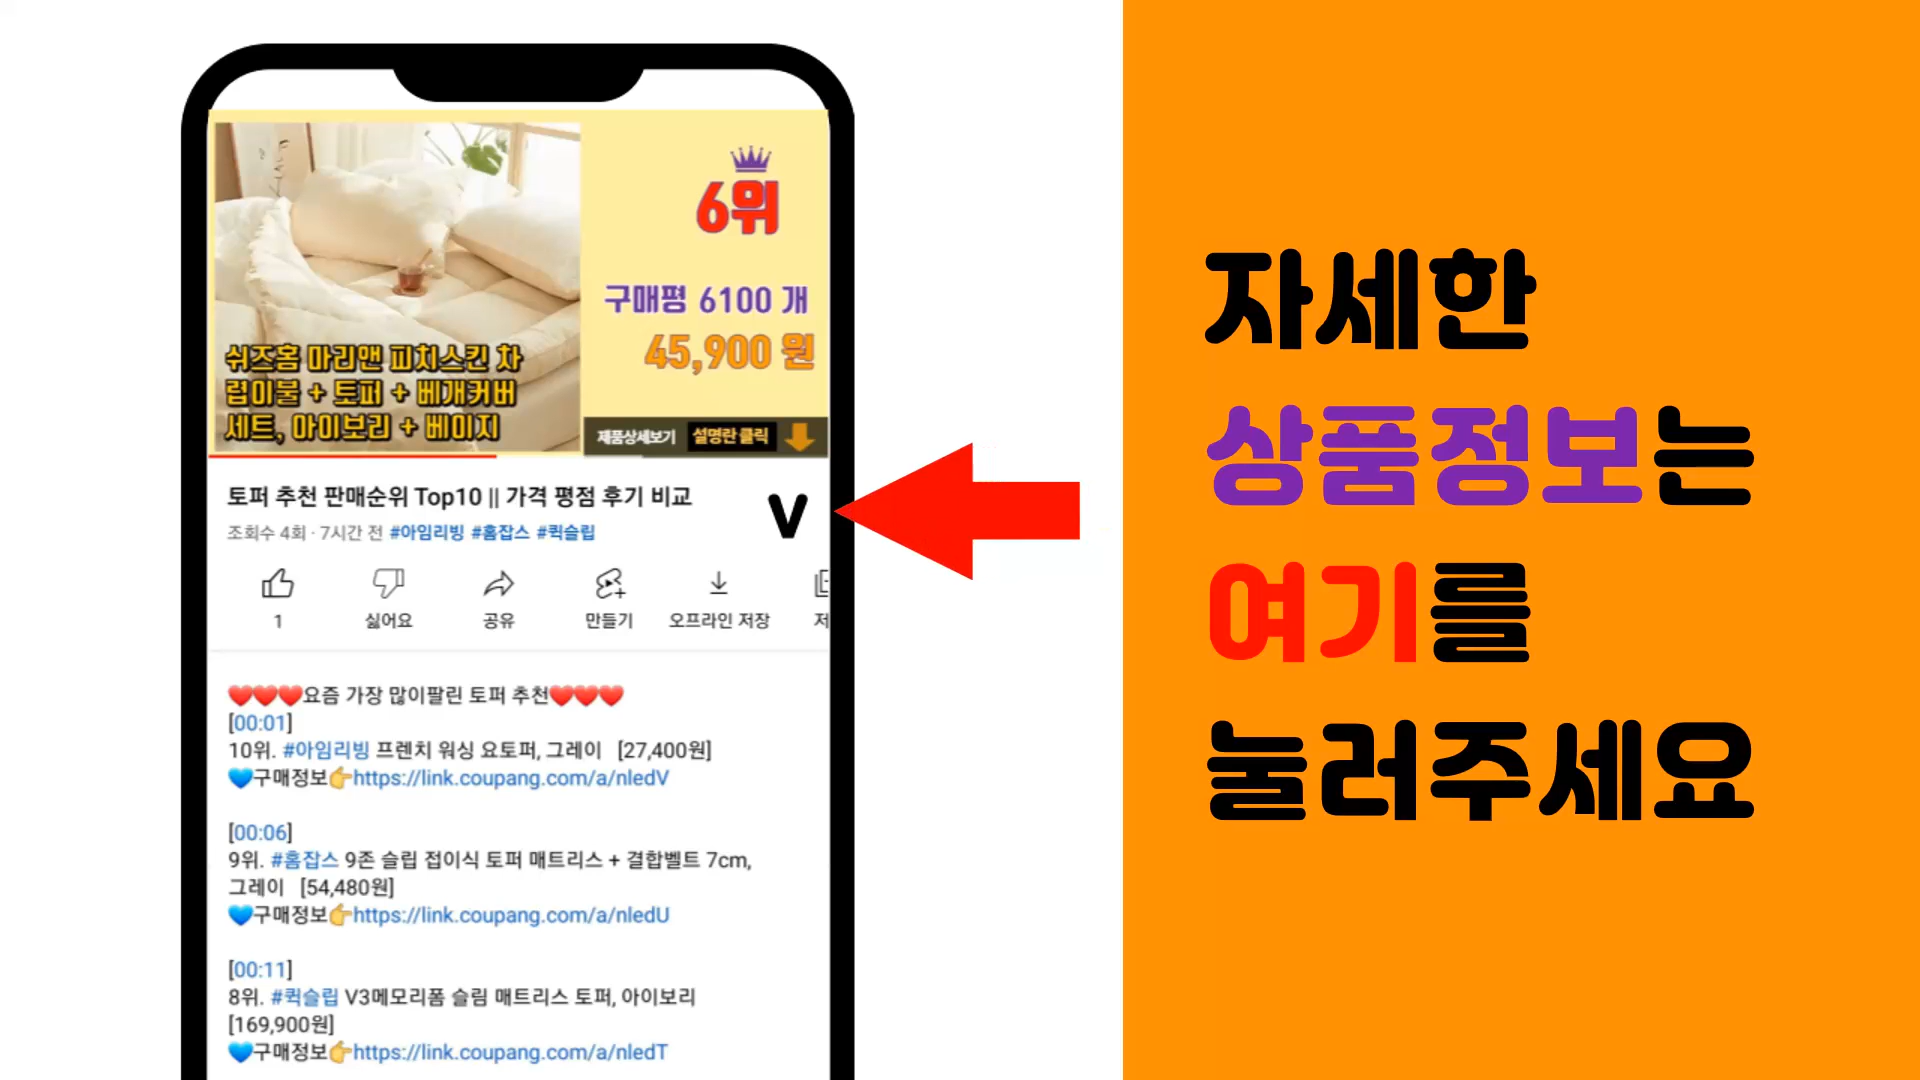 6위
구매평 6100 개
45,900 원
쉬즈홈 마리앤 피치스킨 차
렵이불 + 토퍼 + 베개커버
세트, 아이보리 + 베이지
제품상세보기 설명란 클릭
토퍼 추천 판매순위 Top10 || 가격 평점 후기 비교
조회수 4회 · 7시간 전 #아임리빙 #홈잡스 #퀵슬립
V
1 싫어요 공유 만들기 오프라인 저장 저
❤️❤️❤️요즘 가장 많이팔린 토퍼 추천❤️❤️❤️
[00:01]
10위. #아임리빙 프렌치 워싱 요토퍼, 그레이 [27,400원]
💙구매정보👉https://link.coupang.com/a/nledV
[00:06]
9위. #홈잡스 9존 슬립 접이식 토퍼 매트리스 + 결합벨트 7cm,
그레이 [54,480원]
💙구매정보👉https://link.coupang.com/a/nledU
[00:11]
8위. #퀵슬립 V3메모리폼 슬림 매트리스 토퍼, 아이보리
[169,900원]
💙구매정보👉https://link.coupang.com/a/nledT
자세한
상품정보는
여기를
눌러주세요